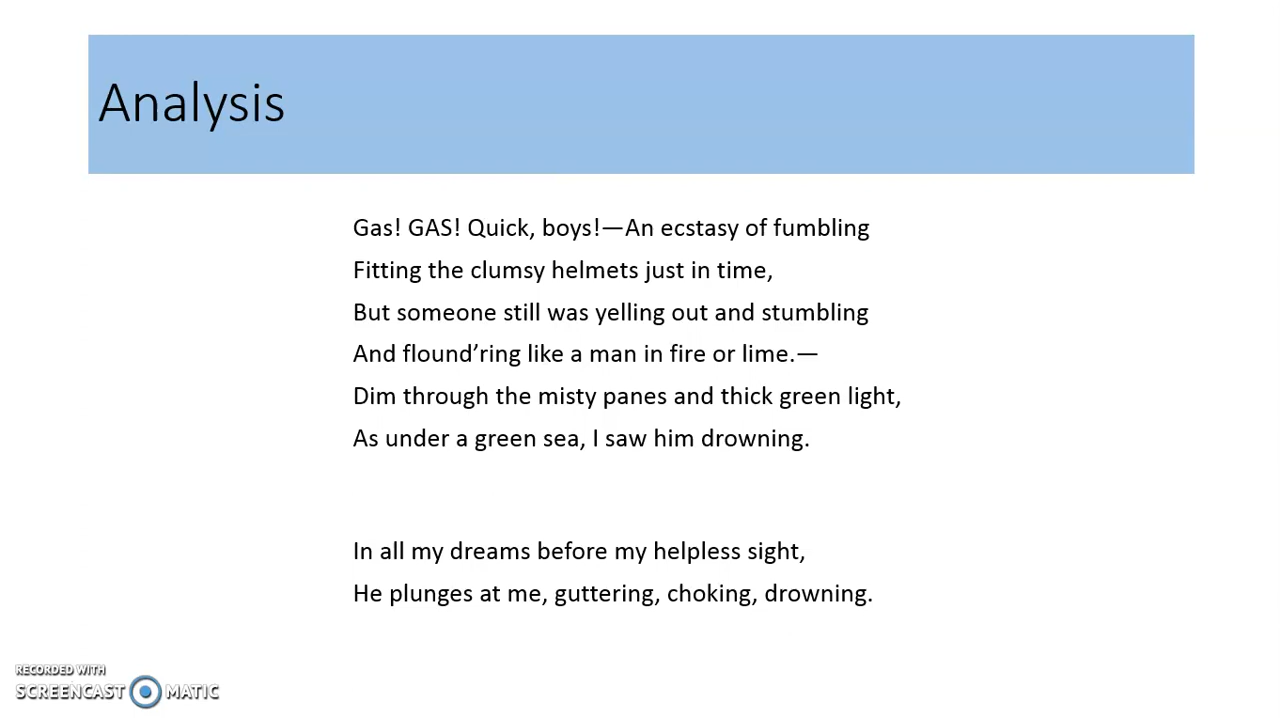 Analysis
Gas! GAS! Quick, boys!—An ecstasy of fumbling
Fitting the clumsy helmets just in time,
But someone still was yelling out and stumbling
And flound’ring like a man in fire or lime.—
Dim through the misty panes and thick green light,
As under a green sea, I saw him drowning.
In all my dreams before my helpless sight,
He plunges at me, guttering, choking, drowning.
RECORDED WITH
SCREENCAST MATIC